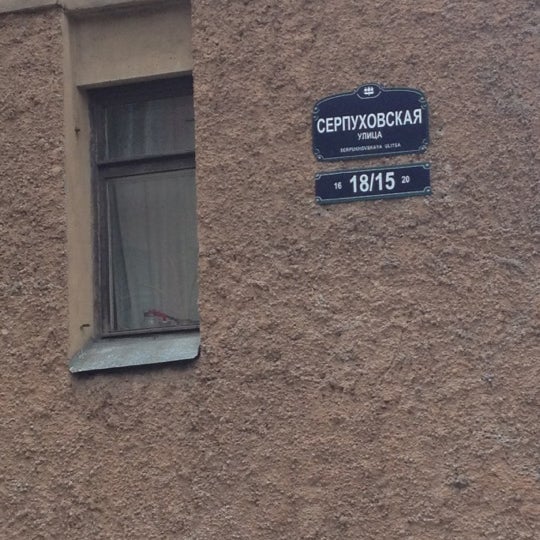 СЕРПУХОВСКАЯ
УЛИЦА
SERPUKHOVSKAYA ULITSA
16 18/15 20